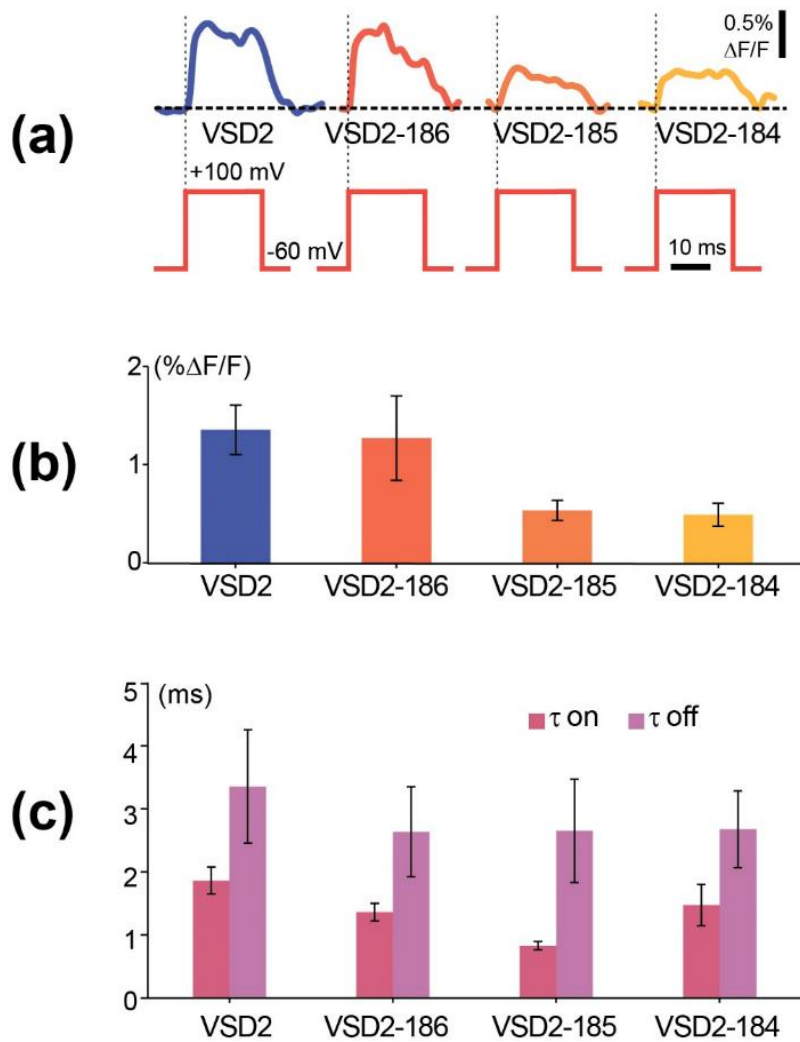 (a)
0.5%
ΔF/F
VSD2 VSD2-186 VSD2-185 VSD2-184
+100 mV
-60 mV
10 ms
(b)
(%ΔF/F)
2
1
0
VSD2 VSD2-186 VSD2-185 VSD2-184
(c)
(ms)
5
4
3
2
1
0
τ on τ off
VSD2 VSD2-186 VSD2-185 VSD2-184